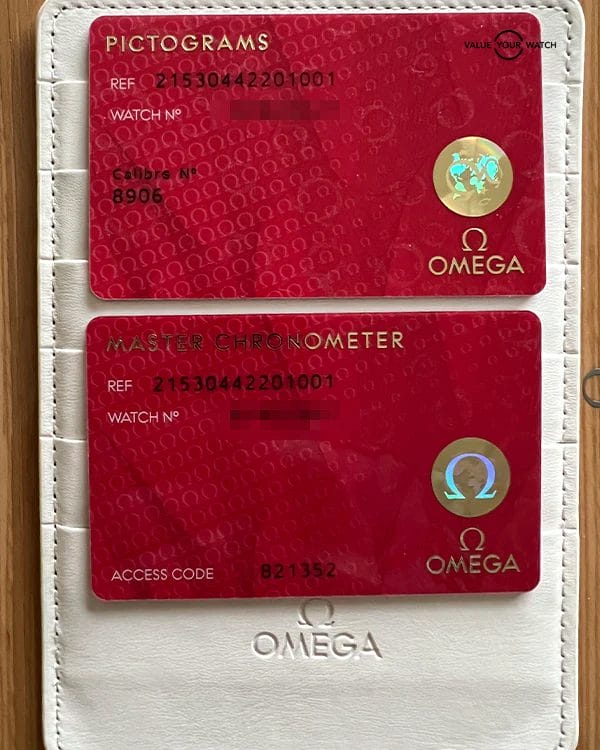 PICTOGRAMS
VALUE YOUR WATCH
REF 21530442201001
WATCH Nº
Calibre Nº
8906
Ω
OMEGA
MASTER CHRONOMETER
REF 21530442201001
WATCH Nº
Ω
Ω
OMEGA
ACCESS CODE 821352
Ω
OMEGA